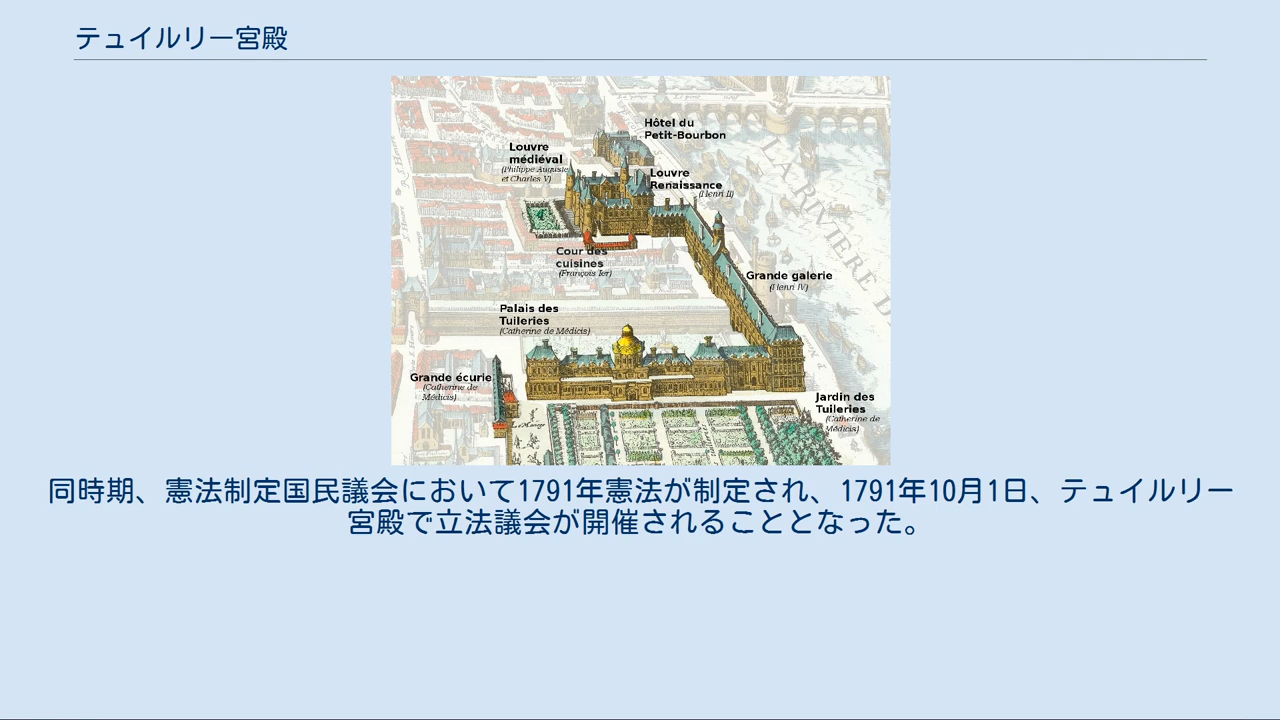 テュイルリー宮殿
Hôtel du
Petit-Bourbon
Louvre
médiéval
(Philippe Auguste
et Charles V)
Louvre
Renaissance
(Henri II)
Cour des
cuisines
(François Ier)
Grande galerie
(Henri IV)
Palais des
Tuileries
(Catherine de Médicis)
Grande écurie
(Catherine de
Médicis)
Jardin des
Tuileries
(Catherine de
Médicis)
LA RIVIERE D
同時期、憲法制定国民議会において1791年憲法が制定され、1791年10月1日、テュイルリー
宮殿で立法議会が開催されることとなった。